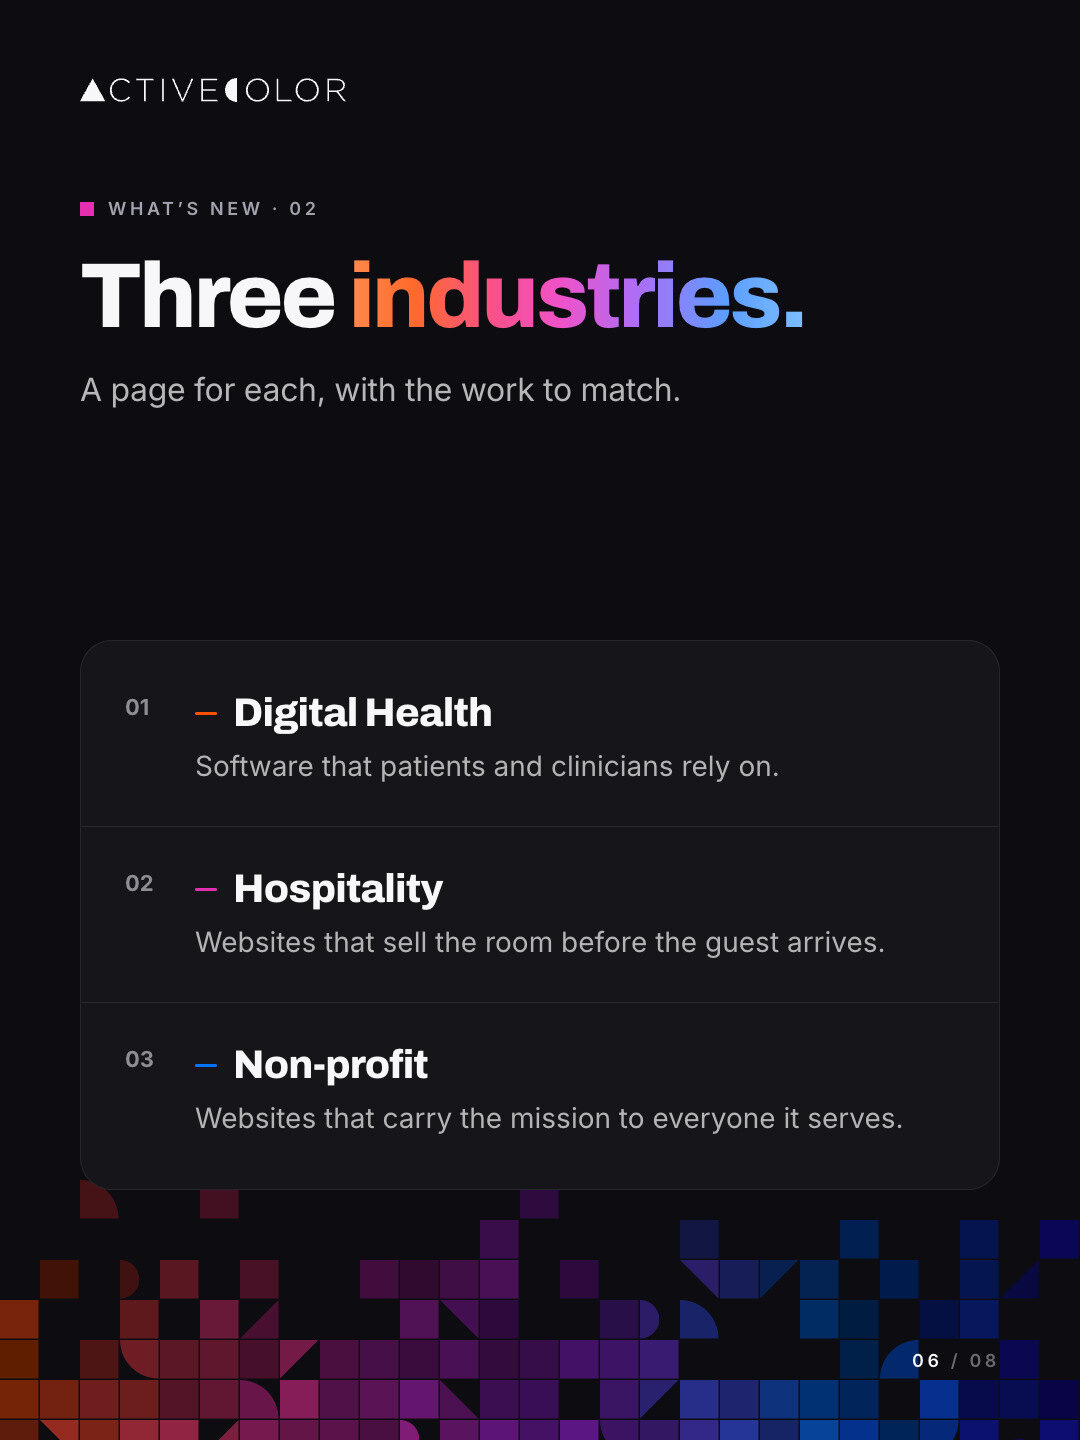 ACTIVECOLOR
WHAT’S NEW · 02
Three industries.
A page for each, with the work to match.
01
Digital Health
Software that patients and clinicians rely on.
02
Hospitality
Websites that sell the room before the guest arrives.
03
Non-profit
Websites that carry the mission to everyone it serves.
06 / 08